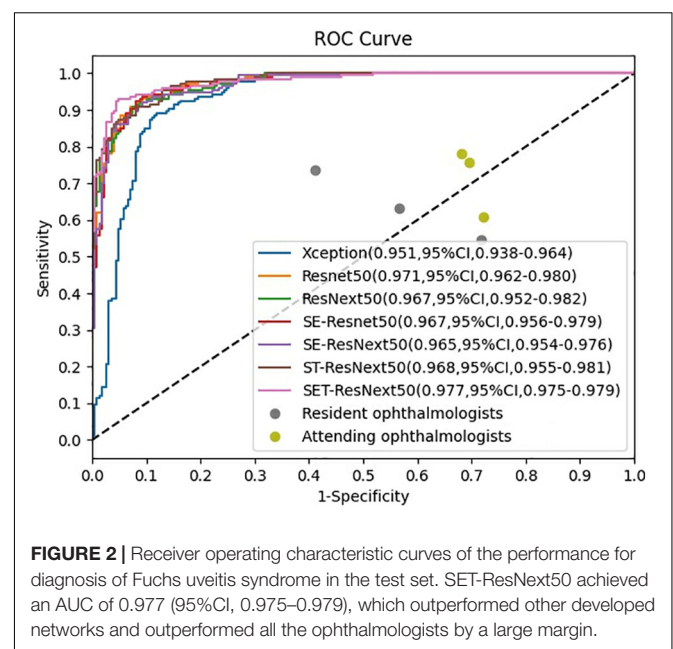 ROC Curve
1.0
0.9
0.8
0.7
0.6
0.5
0.4
0.3
0.2
0.1
0.0
Sensitivity
Xception(0.951,95%CI,0.938-0.964)
Resnet50(0.971,95%CI,0.962-0.980)
ResNext50(0.967,95%CI,0.952-0.982)
SE-Resnet50(0.967,95%CI,0.956-0.979)
SE-ResNext50(0.965,95%CI,0.954-0.976)
ST-ResNext50(0.968,95%CI,0.955-0.981)
SET-ResNext50(0.977,95%CI,0.975-0.979)
Resident ophthalmologists
Attending ophthalmologists
0.0 0.1 0.2 0.3 0.4 0.5 0.6 0.7 0.8 0.9 1.0
1-Specificity
FIGURE 2 | Receiver operating characteristic curves of the performance for
diagnosis of Fuchs uveitis syndrome in the test set. SET-ResNext50 achieved
an AUC of 0.977 (95%CI, 0.975–0.979), which outperformed other developed
networks and outperformed all the ophthalmologists by a large margin.